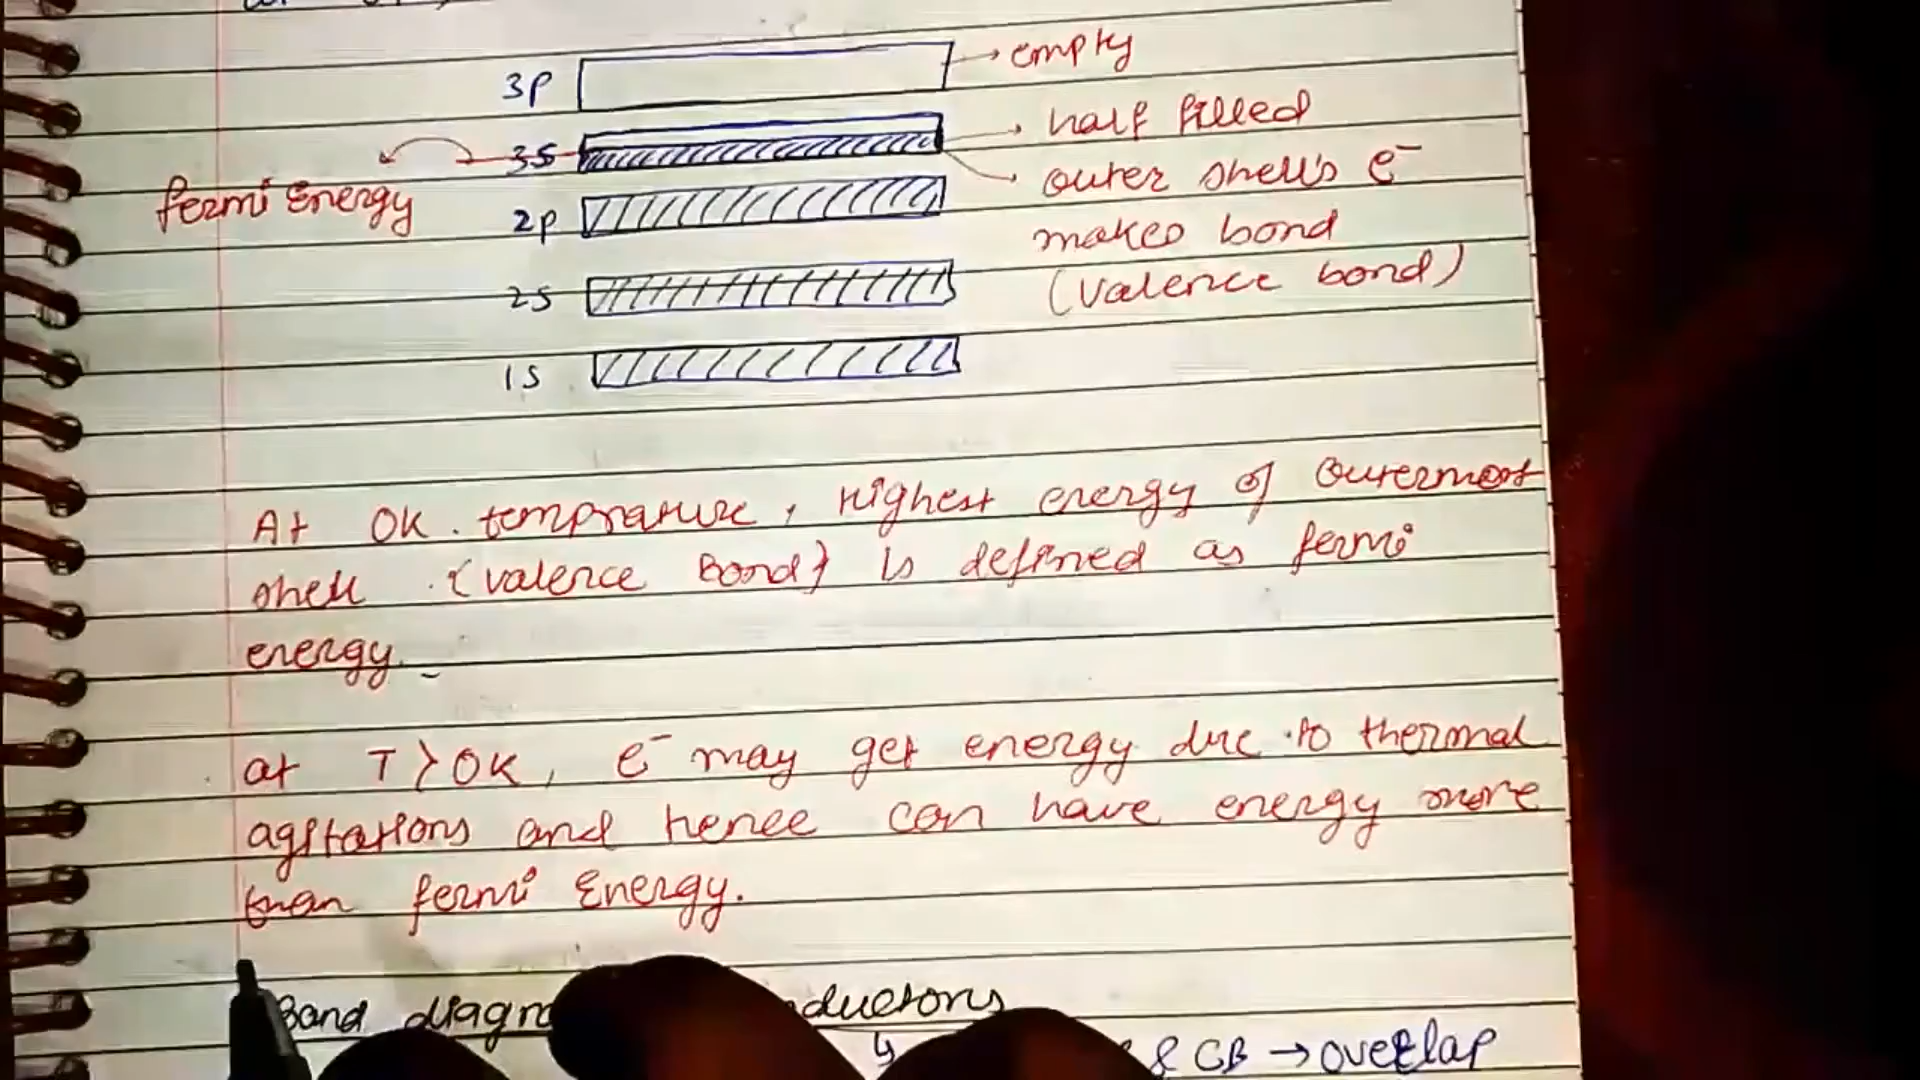 3p → empty
3s → half filled
fermi Energy
outer shell's e⁻
2p makes bond
2s (valence bond)
1s
At 0K. temprature, Highest energy of Outermost
shell {valence Bond} is defined as fermi
energy.
at T > 0K, e⁻ may get energy due to thermal
agitations and hence can have energy more
than fermi Energy.
Band
& CB → overlap